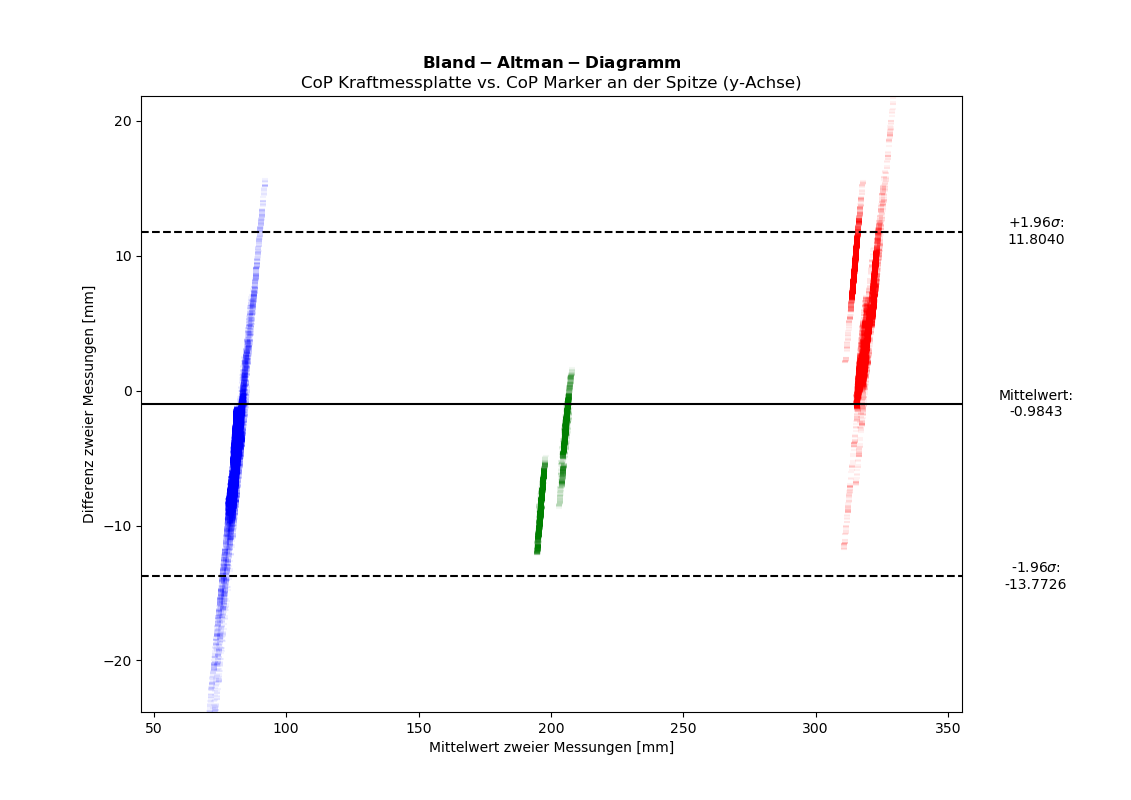 Bland − Altman − Diagramm
CoP Kraftmessplatte vs. CoP Marker an der Spitze (y-Achse)
20
10
0
−10
−20
Differenz zweier Messungen [mm]
50
100
150
200
250
300
350
Mittelwert zweier Messungen [mm]
+1.96σ:
11.8040
Mittelwert:
-0.9843
-1.96σ:
-13.7726